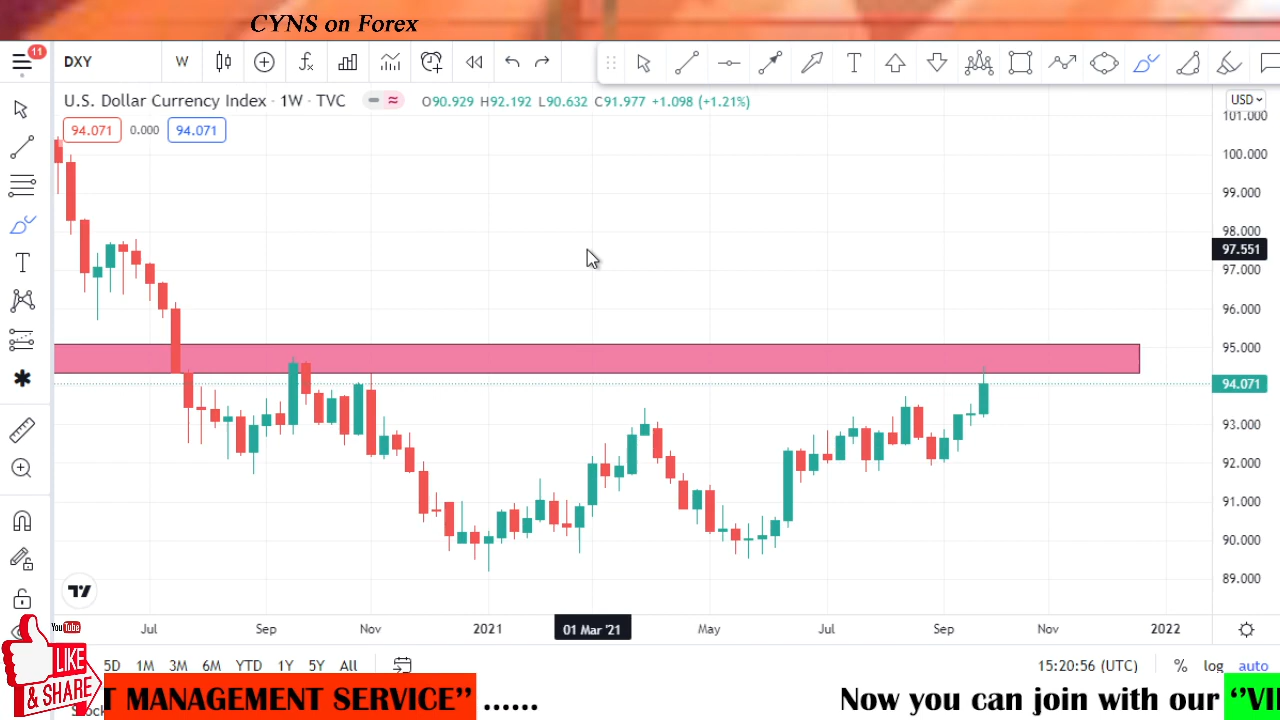 CYNS on Forex
11
DXY
W
U.S. Dollar Currency Index · 1W · TVC
O90.929 H92.192 L90.632 C91.977 +1.098 (+1.21%)
USD
94.071 0.000 94.071
101.000
100.000
99.000
98.000
97.551
97.000
96.000
95.000
94.071
93.000
92.000
91.000
90.000
89.000
Jul Sep Nov 2021 01 Mar '21 May Jul Sep Nov 2022
YouTube
5D 1M 3M 6M YTD 1Y 5Y All 15:20:56 (UTC) % log auto
LIKE
& SHARE
T MANAGEMENT SERVICE" ...... Now you can join with our "VI